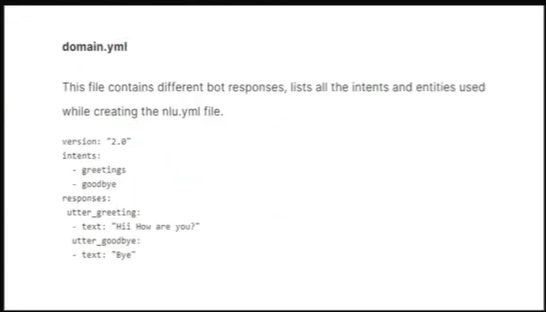 domain.yml
This file contains different bot responses, lists all the intents and entities used
while creating the nlu.yml file.
version: "2.0"
intents:
  - greetings
  - goodbye
responses:
 utter_greeting:
  - text: "Hii How are you?"
  utter_goodbye:
  - text: "Bye"